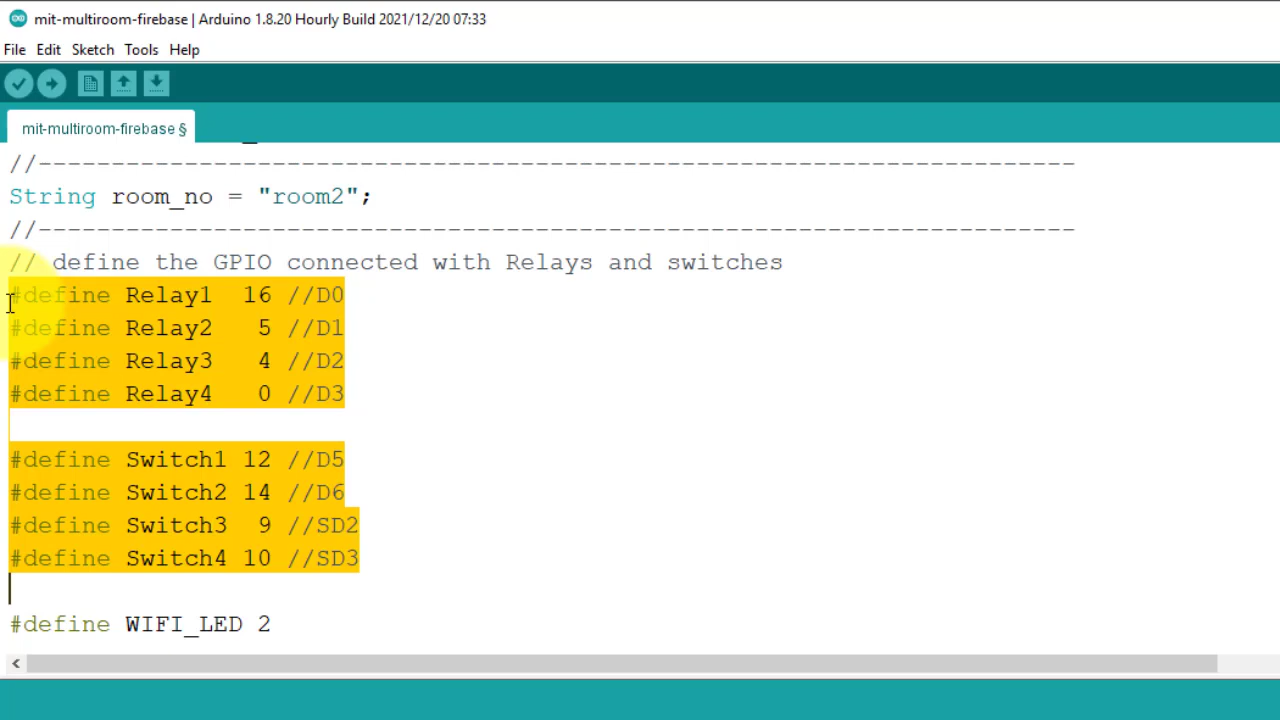 mit-multiroom-firebase | Arduino 1.8.20 Hourly Build 2021/12/20 07:33
File Edit Sketch Tools Help
mit-multiroom-firebase §
//------------------------------------------------------------------------
String room_no = "room2";
//------------------------------------------------------------------------
// define the GPIO connected with Relays and switches
#define Relay1  16 //D0
#define Relay2   5 //D1
#define Relay3   4 //D2
#define Relay4   0 //D3
#define Switch1 12 //D5
#define Switch2 14 //D6
#define Switch3  9 //SD2
#define Switch4 10 //SD3
#define WIFI_LED 2